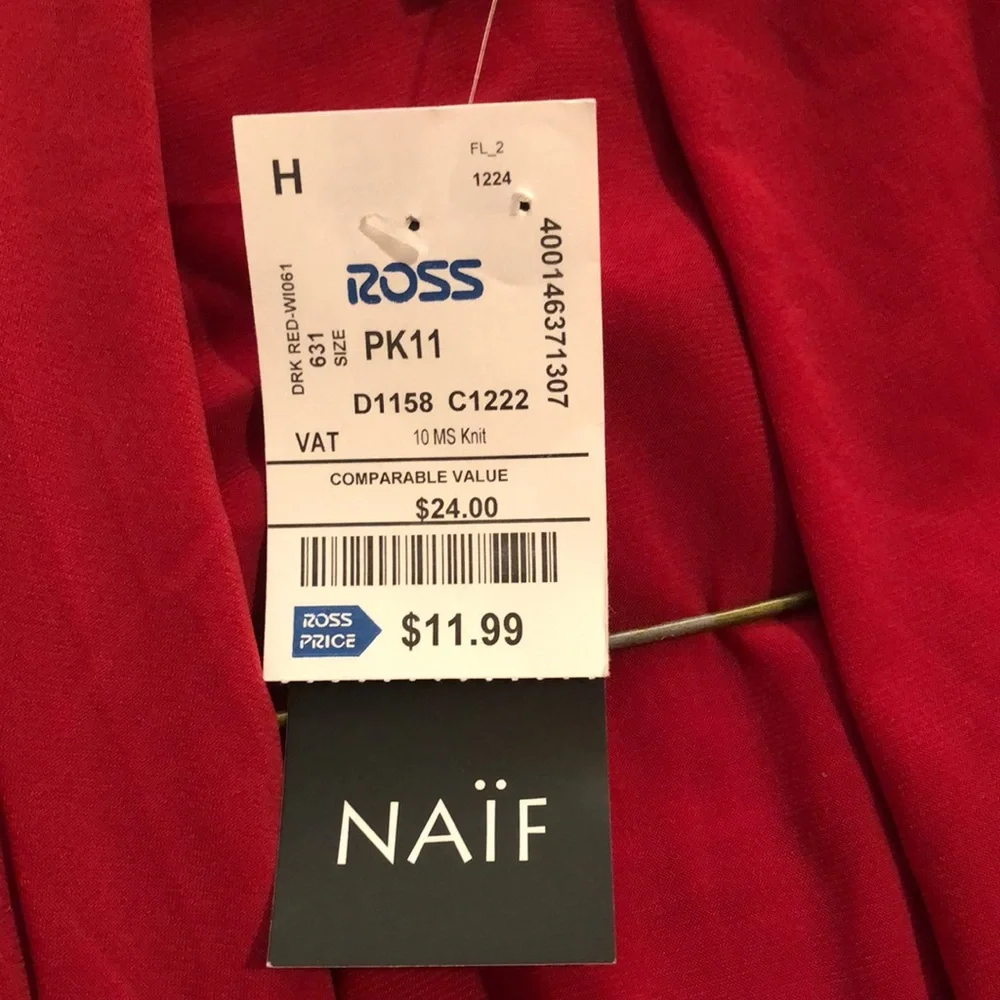 H
FL_2
1224
400146371307
ROSS
DRK RED-WI061
631
SIZE
PK11
D1158 C1222
VAT 10 MS Knit
COMPARABLE VALUE
$24.00
ROSS
PRICE
$11.99
NAÏF